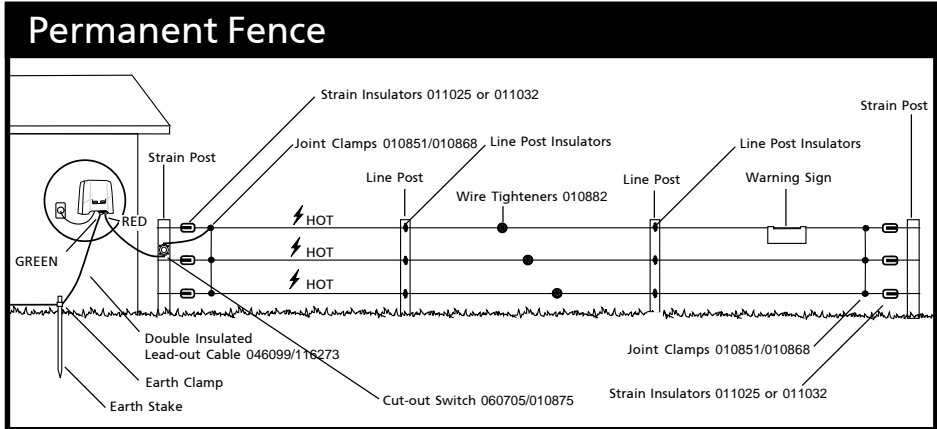 Permanent Fence
Strain Insulators 011025 or 011032
Strain Post
Joint Clamps 010851/010868
Line Post Insulators
Line Post Insulators
Strain Post
Line Post
Wire Tighteners 010882
Line Post
Warning Sign
RED
HOT
GREEN
HOT
HOT
Double Insulated
Lead-out Cable 046099/116273
Joint Clamps 010851/010868
Earth Clamp
Strain Insulators 011025 or 011032
Earth Stake
Cut-out Switch 060705/010875